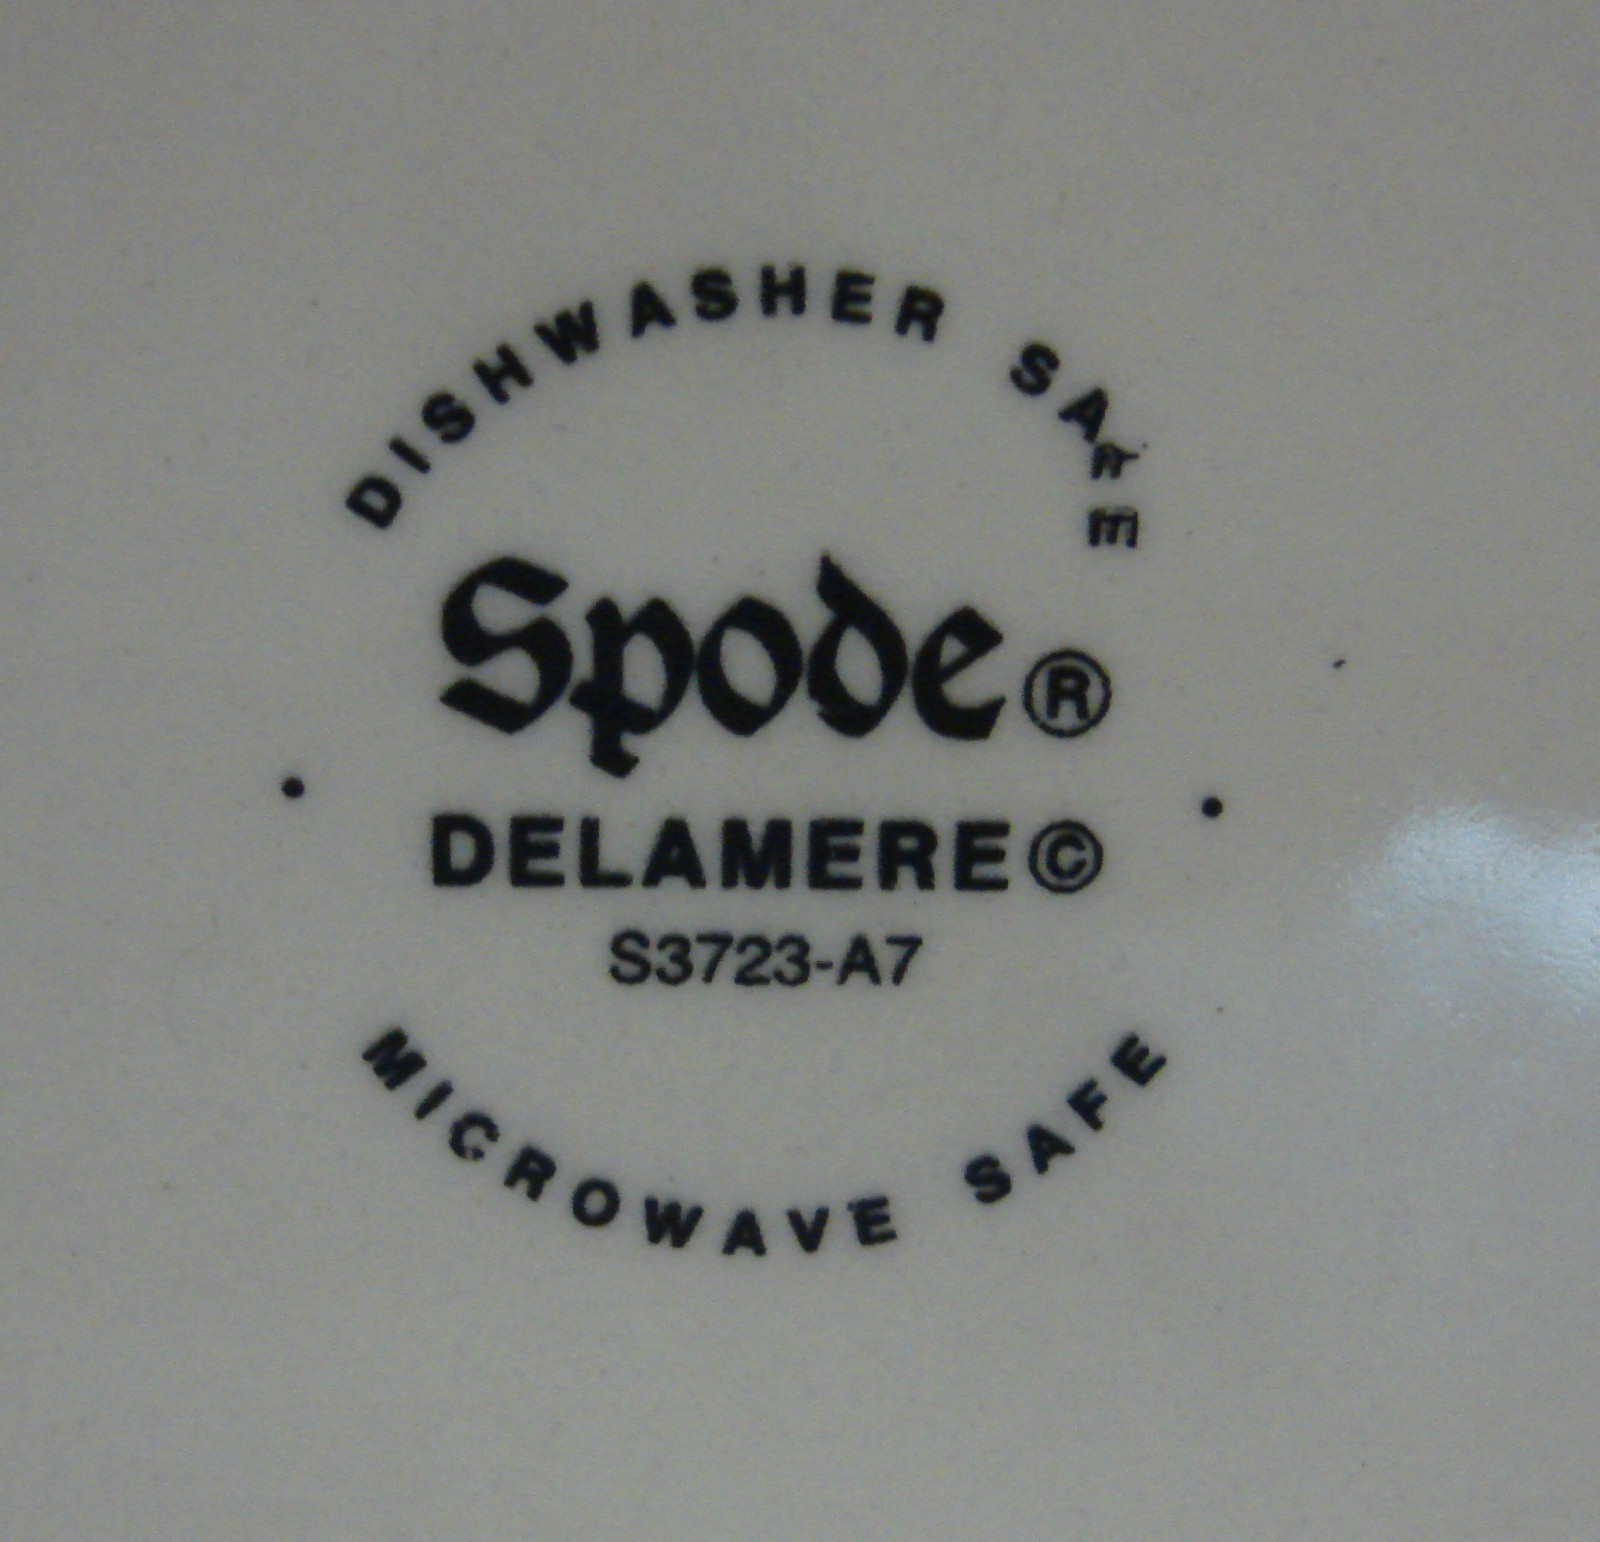 DISHWASHER SAFE
Spode®
DELAMERE©
S3723-A7
MICROWAVE SAFE